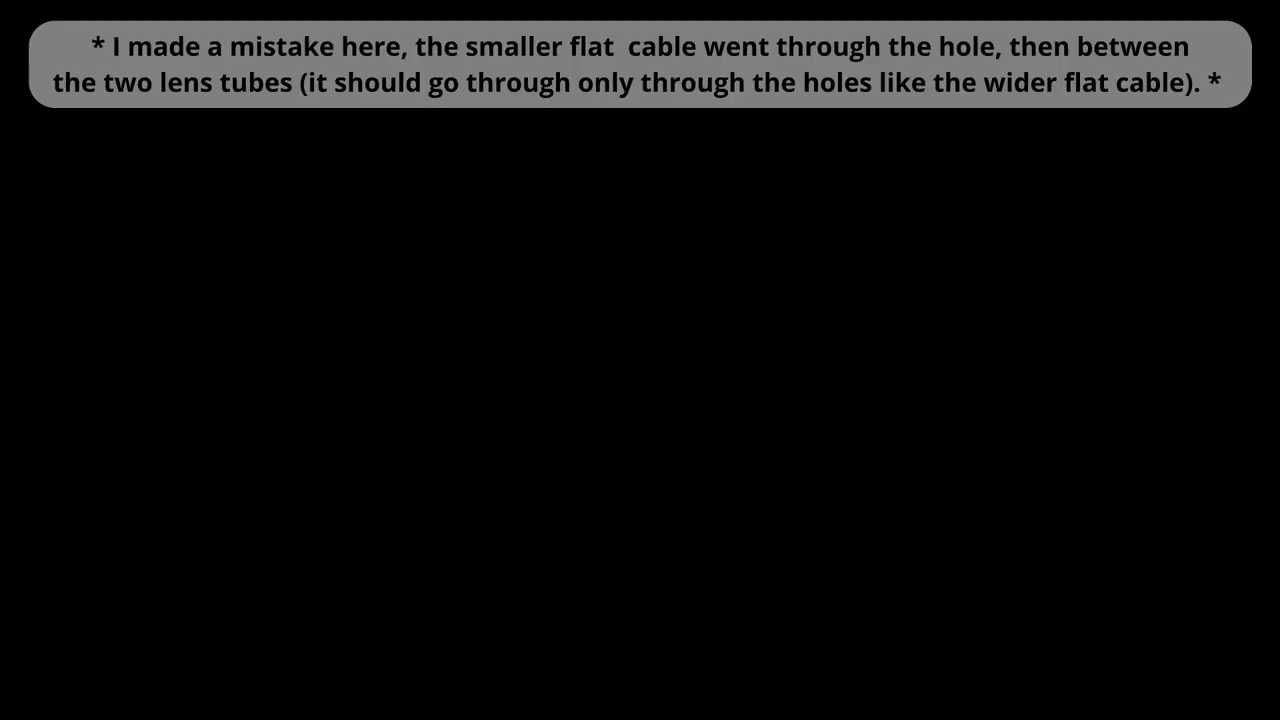 * I made a mistake here, the smaller flat  cable went through the hole, then between
the two lens tubes (it should go through only through the holes like the wider flat cable). *